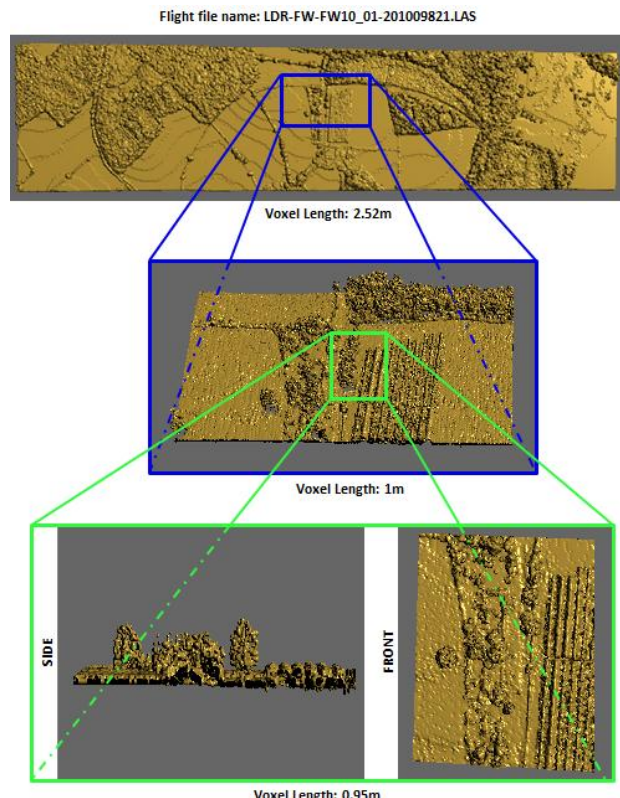 Flight file name: LDR-FW-FW10_01-201009821.LAS
Voxel Length: 2.52m
Voxel Length: 1m
SIDE
FRONT
Voxel Length: 0.95m